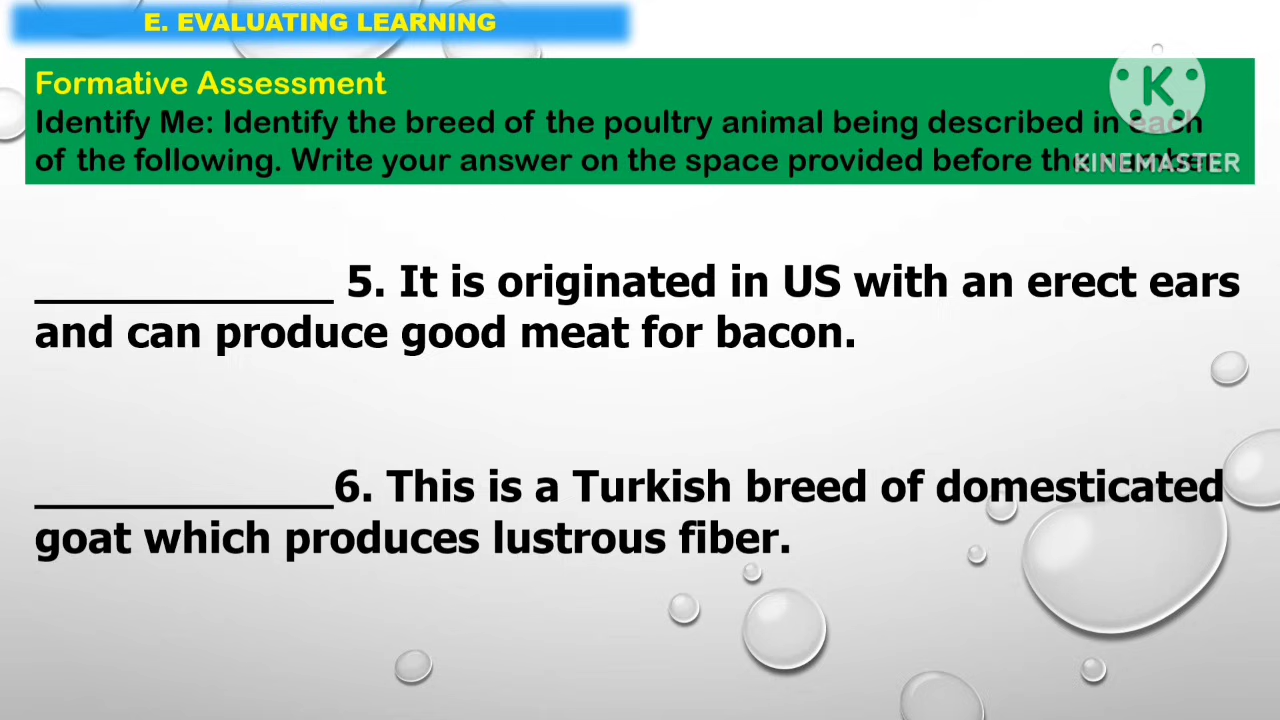 E. EVALUATING LEARNING
Formative Assessment
Identify Me: Identify the breed of the poultry animal being described in each
of the following. Write your answer on the space provided before the
K
KINEMASTER
______________ 5. It is originated in US with an erect ears
and can produce good meat for bacon.
______________6. This is a Turkish breed of domesticated
goat which produces lustrous fiber.